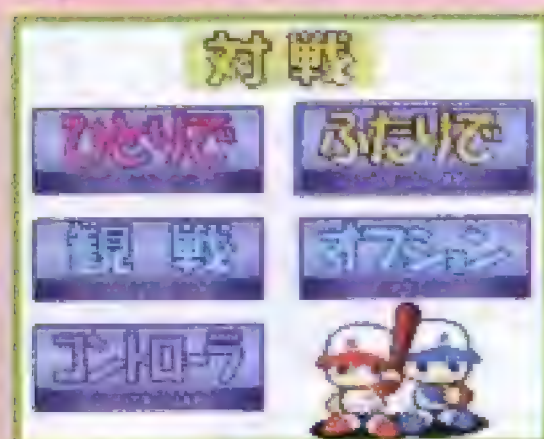 対 戦
ひとりで
ふたりで
観 戦
オプション
コントローラ